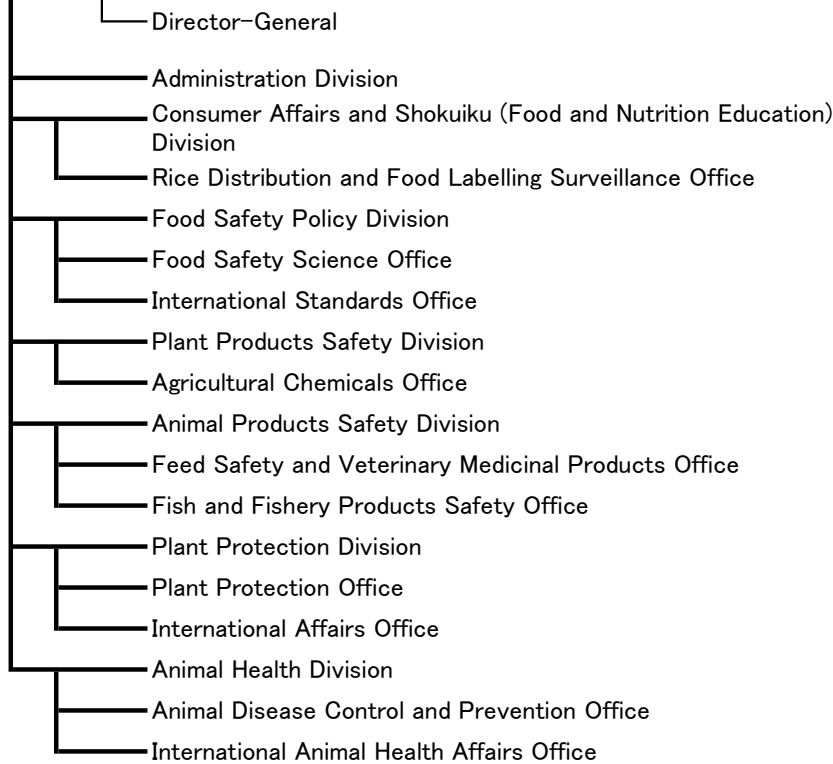 Director-General
Administration Division
Consumer Affairs and Shokuiku (Food and Nutrition Education)
Division
Rice Distribution and Food Labelling Surveillance Office
Food Safety Policy Division
Food Safety Science Office
International Standards Office
Plant Products Safety Division
Agricultural Chemicals Office
Animal Products Safety Division
Feed Safety and Veterinary Medicinal Products Office
Fish and Fishery Products Safety Office
Plant Protection Division
Plant Protection Office
International Affairs Office
Animal Health Division
Animal Disease Control and Prevention Office
International Animal Health Affairs Office